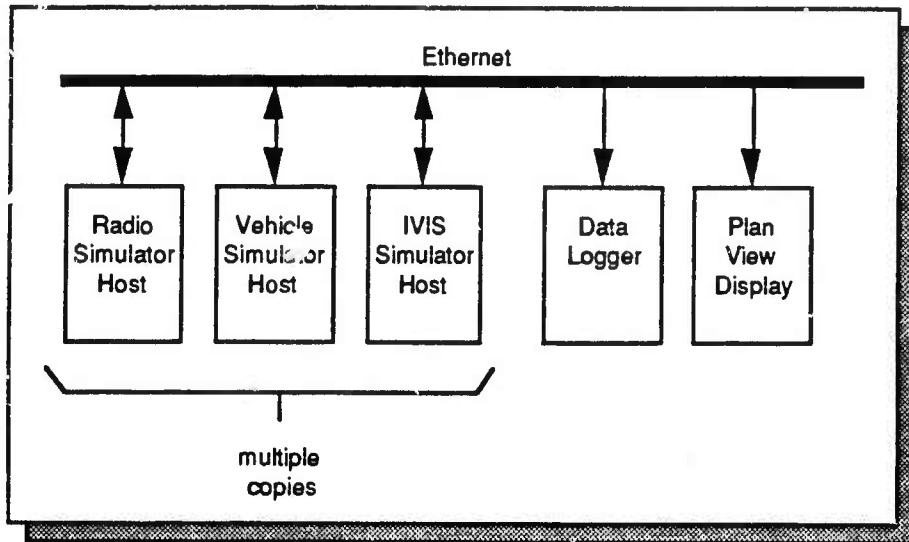 Ethernet
Radio
Simulator
Host
Vehicle
Simulator
Host
IVIS
Simulator
Host
Data
Logger
Plan
View
Display
multiple
copies